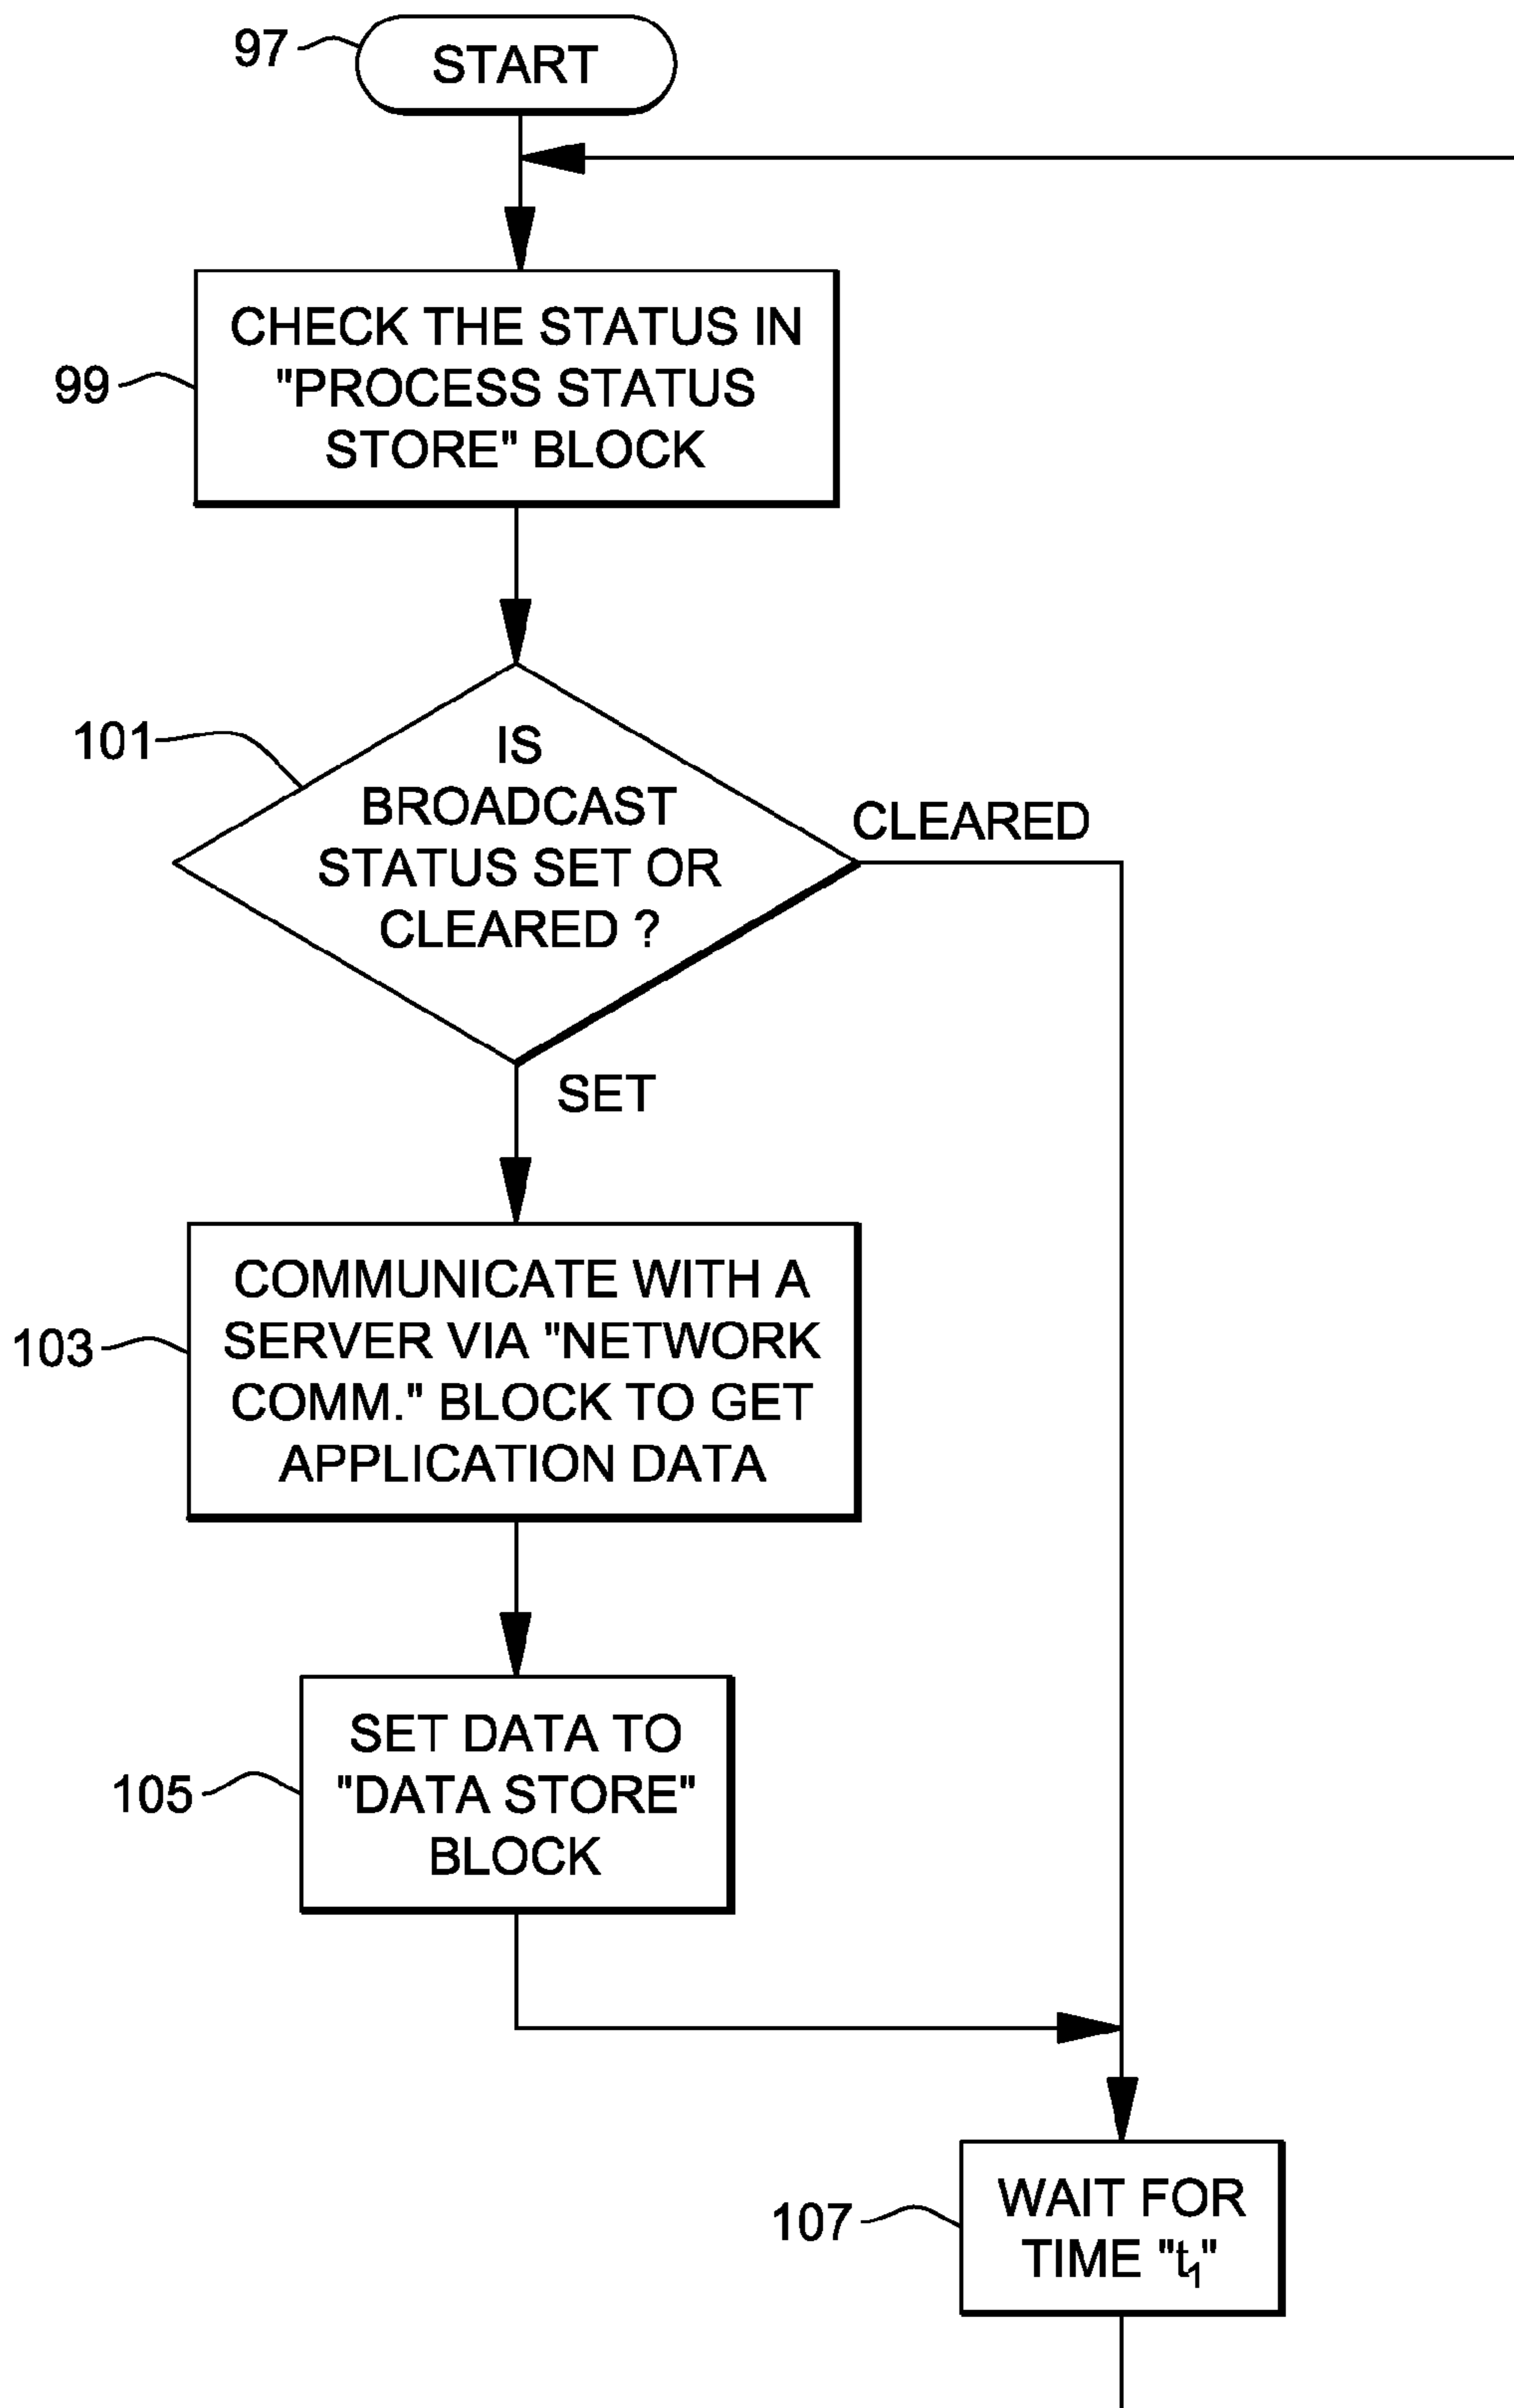 97
START
99
CHECK THE STATUS IN
"PROCESS STATUS
STORE" BLOCK
101
IS
BROADCAST
STATUS SET OR
CLEARED ?
CLEARED
SET
103
COMMUNICATE WITH A
SERVER VIA "NETWORK
COMM." BLOCK TO GET
APPLICATION DATA
105
SET DATA TO
"DATA STORE"
BLOCK
107
WAIT FOR
TIME "t₁"